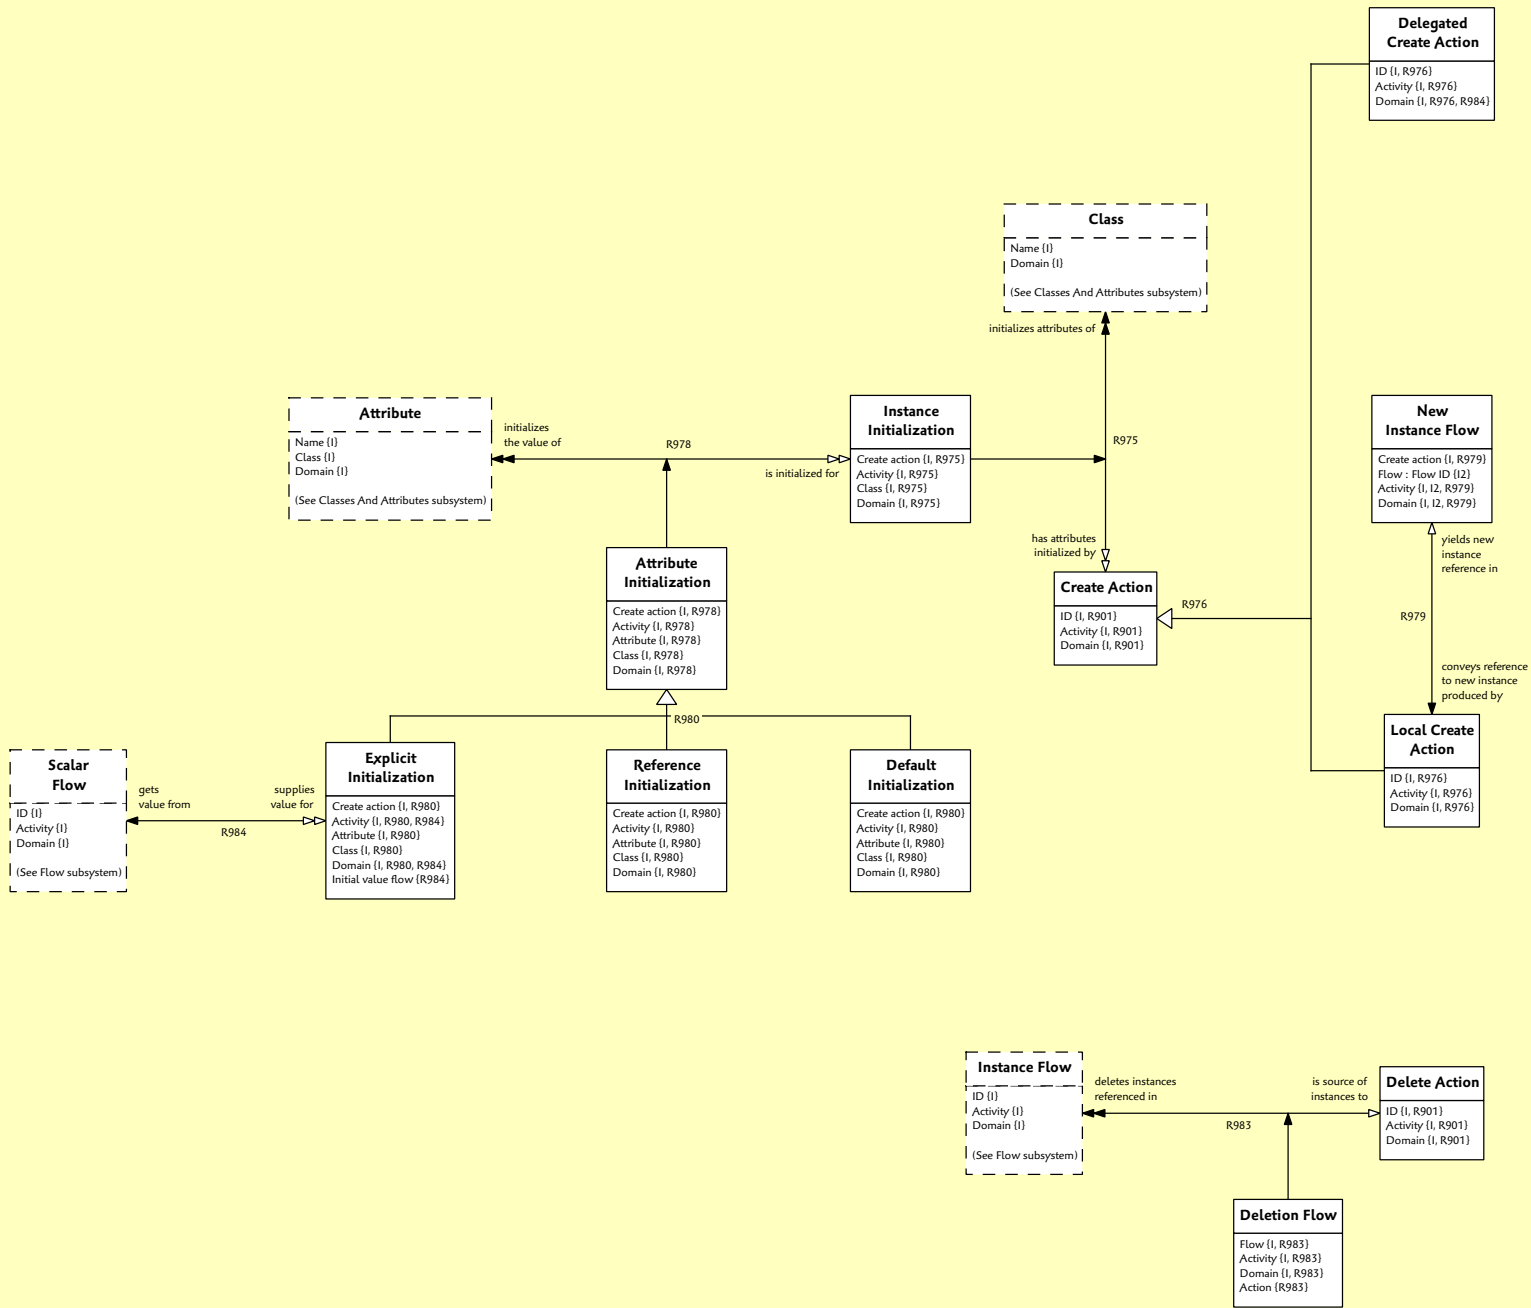 Delegated
Create Action
ID {I, R976}
Activity {I, R976}
Domain {I, R976, R984}
Class
Name {I}
Domain {I}
(See Classes And Attributes subsystem)
initializes attributes of
R975
has attributes
initialized by
Attribute
Name {I}
Class {I}
Domain {I}
(See Classes And Attributes subsystem)
initializes
the value of
R978
is initialized for
Instance
Initialization
Create action {I, R975}
Activity {I, R975}
Class {I, R975}
Domain {I, R975}
New
Instance Flow
Create action {I, R979}
Flow : Flow ID {I2}
Activity {I, I2, R979}
Domain {I, I2, R979}
yields new
instance
reference in
R979
conveys reference
to new instance
produced by
Attribute
Initialization
Create action {I, R978}
Activity {I, R978}
Attribute {I, R978}
Class {I, R978}
Domain {I, R978}
Create Action
ID {I, R901}
Activity {I, R901}
Domain {I, R901}
R976
Local Create
Action
ID {I, R976}
Activity {I, R976}
Domain {I, R976}
R980
Scalar
Flow
ID {I}
Activity {I}
Domain {I}
(See Flow subsystem)
gets
value from
R984
supplies
value for
Explicit
Initialization
Create action {I, R980}
Activity {I, R980, R984}
Attribute {I, R980}
Class {I, R980}
Domain {I, R980, R984}
Initial value flow {R984}
Reference
Initialization
Create action {I, R980}
Activity {I, R980}
Attribute {I, R980}
Class {I, R980}
Domain {I, R980}
Default
Initialization
Create action {I, R980}
Activity {I, R980}
Attribute {I, R980}
Class {I, R980}
Domain {I, R980}
Instance Flow
ID {I}
Activity {I}
Domain {I}
(See Flow subsystem)
deletes instances
referenced in
R983
is source of
instances to
Delete Action
ID {I, R901}
Activity {I, R901}
Domain {I, R901}
Deletion Flow
Flow {I, R983}
Activity {I, R983}
Domain {I, R983}
Action {R983}